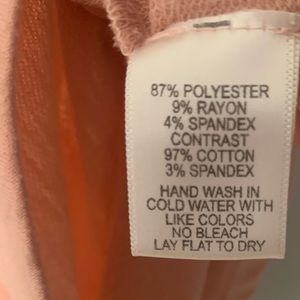 87% POLYESTER
9% RAYON
4% SPANDEX
CONTRAST
97% COTTON
3% SPANDEX
HAND WASH IN
COLD WATER WITH
LIKE COLORS
NO BLEACH
LAY FLAT TO DRY